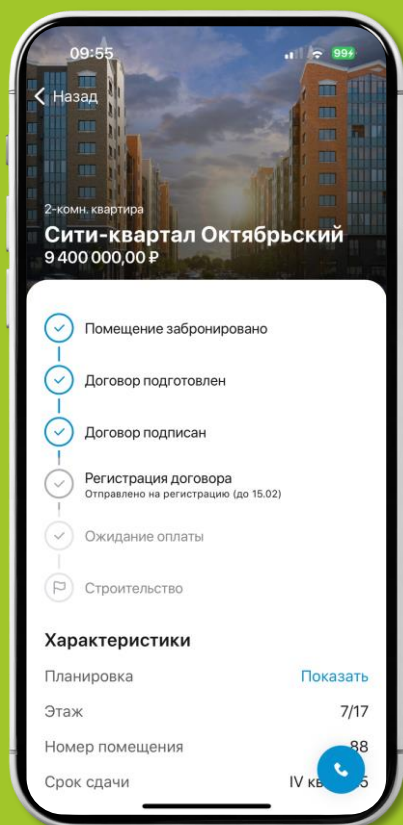 09:55
99+
Назад
2-комн. квартира
Сити-квартал Октябрьский
9 400 000,00 ₽
Помещение забронировано
Договор подготовлен
Договор подписан
Регистрация договора
Отправлено на регистрацию (до 15.02)
Ожидание оплаты
Строительство
Характеристики
Планировка Показать
Этаж 7/17
Номер помещения 88
Срок сдачи IV